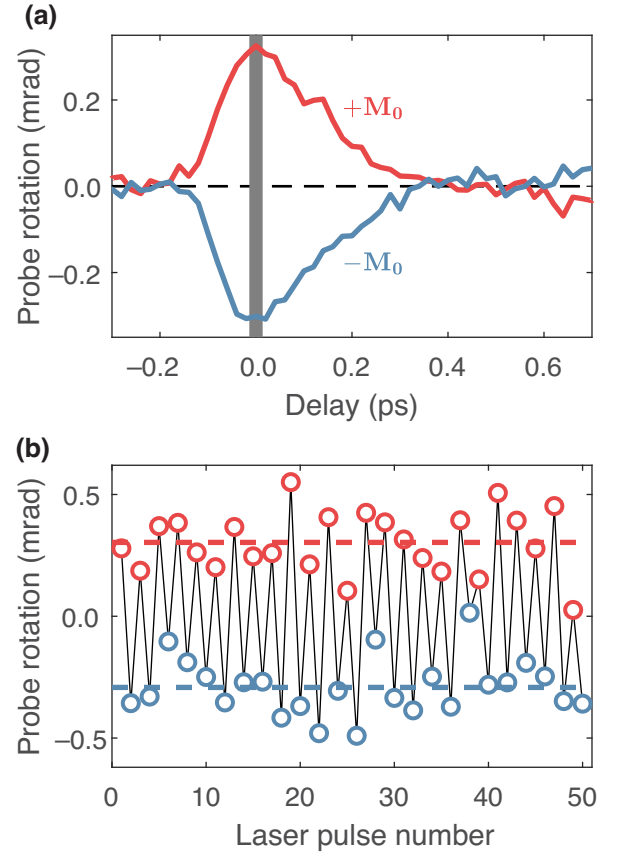 (a)
Probe rotation (mrad)
0.2
0.0
−0.2
+M₀
−M₀
−0.2
0.0
0.2
0.4
0.6
Delay (ps)
(b)
Probe rotation (mrad)
0.5
0.0
−0.5
0
10
20
30
40
50
Laser pulse number